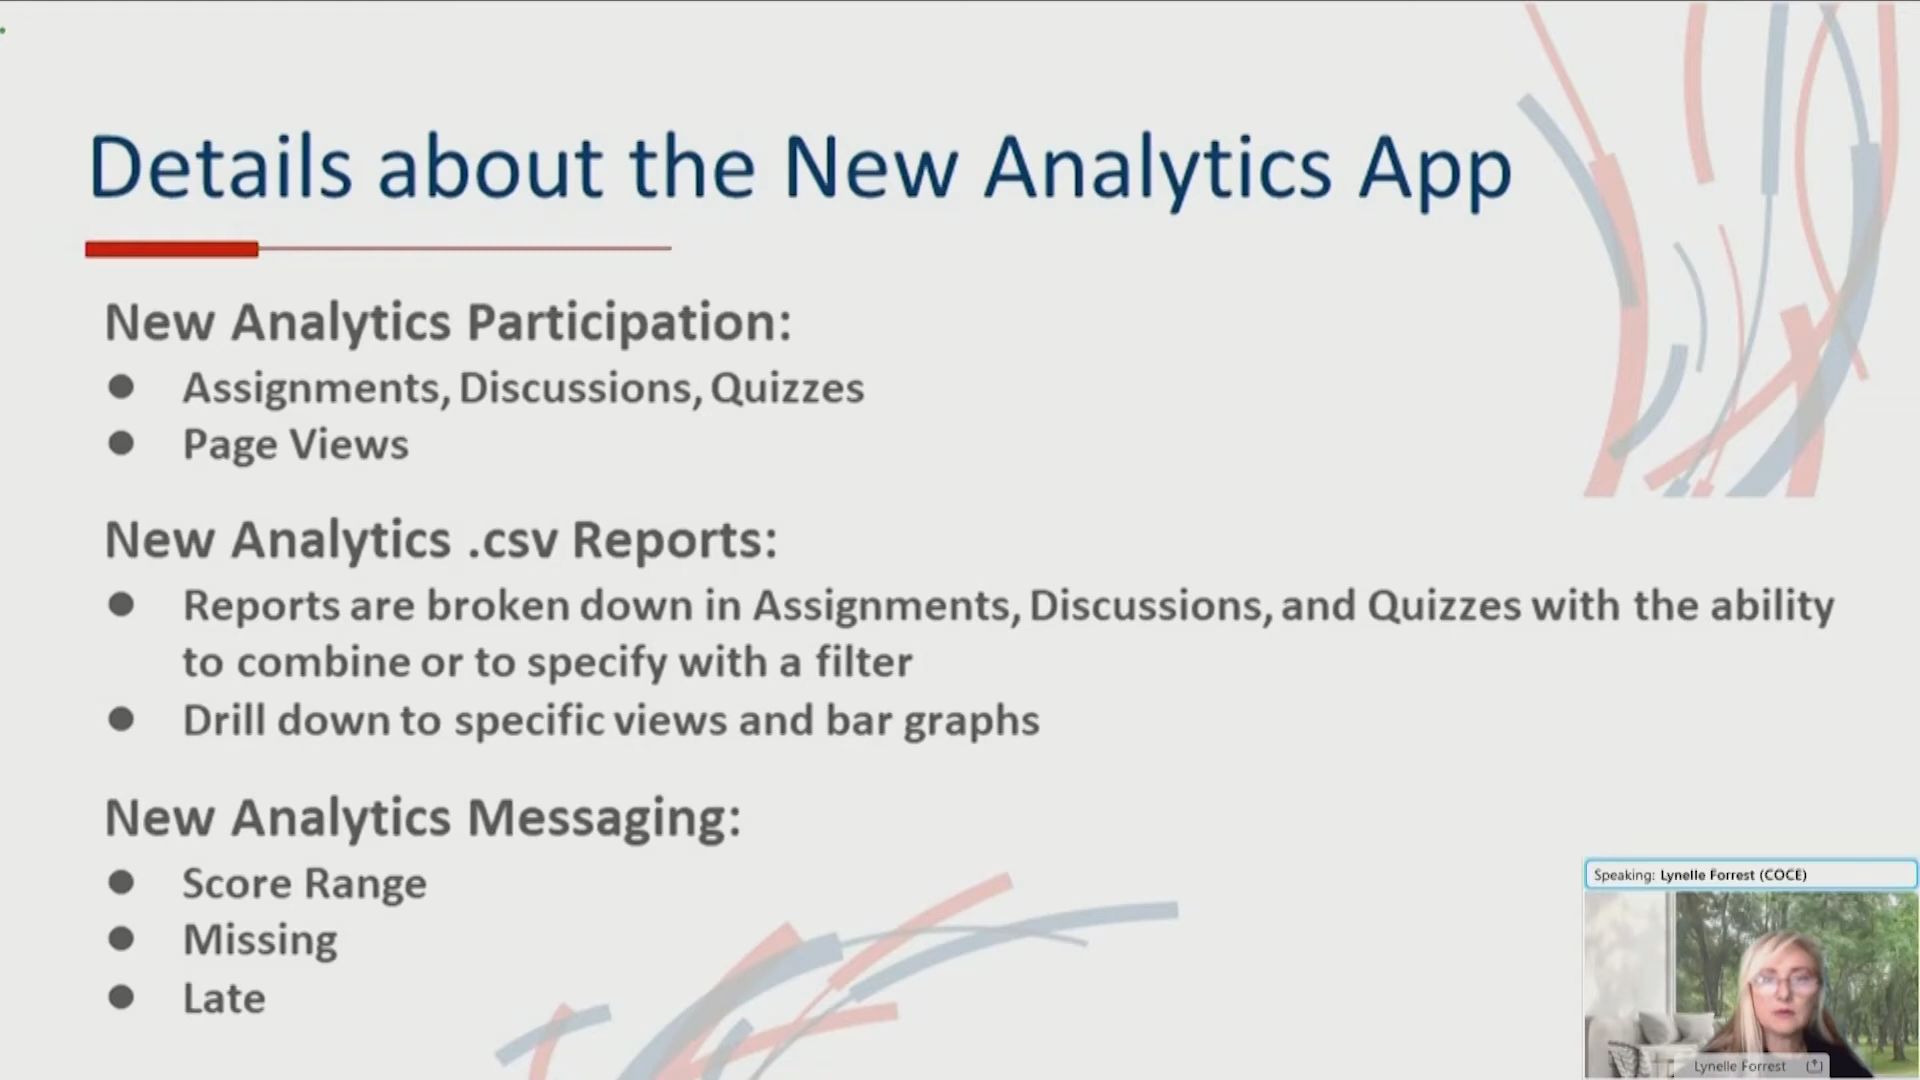 Details about the New Analytics App
New Analytics Participation:
Assignments, Discussions, Quizzes
Page Views
New Analytics .csv Reports:
Reports are broken down in Assignments, Discussions, and Quizzes with the ability
to combine or to specify with a filter
Drill down to specific views and bar graphs
New Analytics Messaging:
Score Range
Missing
Late
Speaking: Lynelle Forrest (COCE)
Lynelle Forrest